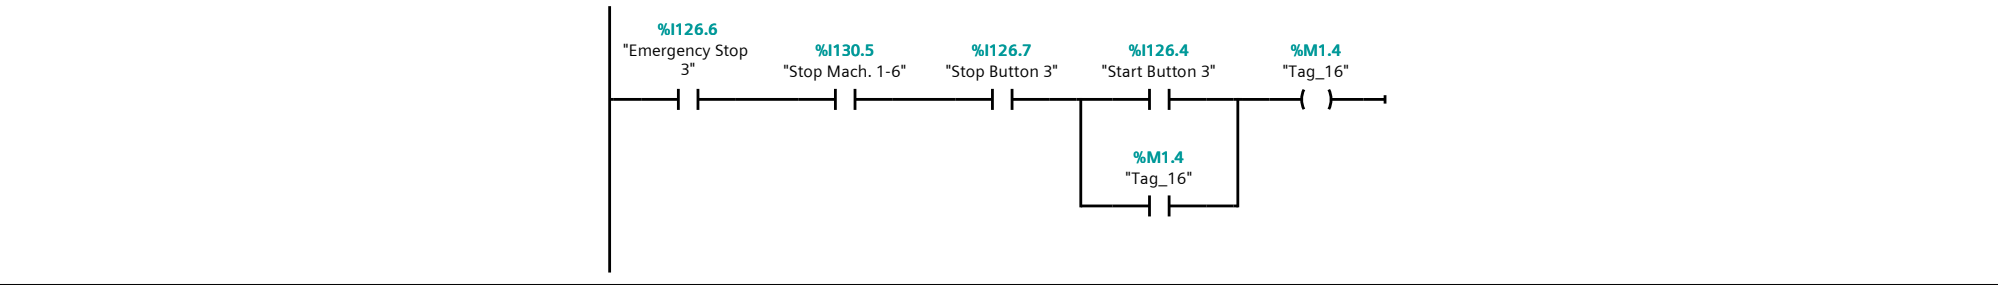 %I126.6
"Emergency Stop
3"
%I130.5
"Stop Mach. 1-6"
%I126.7
"Stop Button 3"
%I126.4
"Start Button 3"
%M1.4
"Tag_16"
%M1.4
"Tag_16"